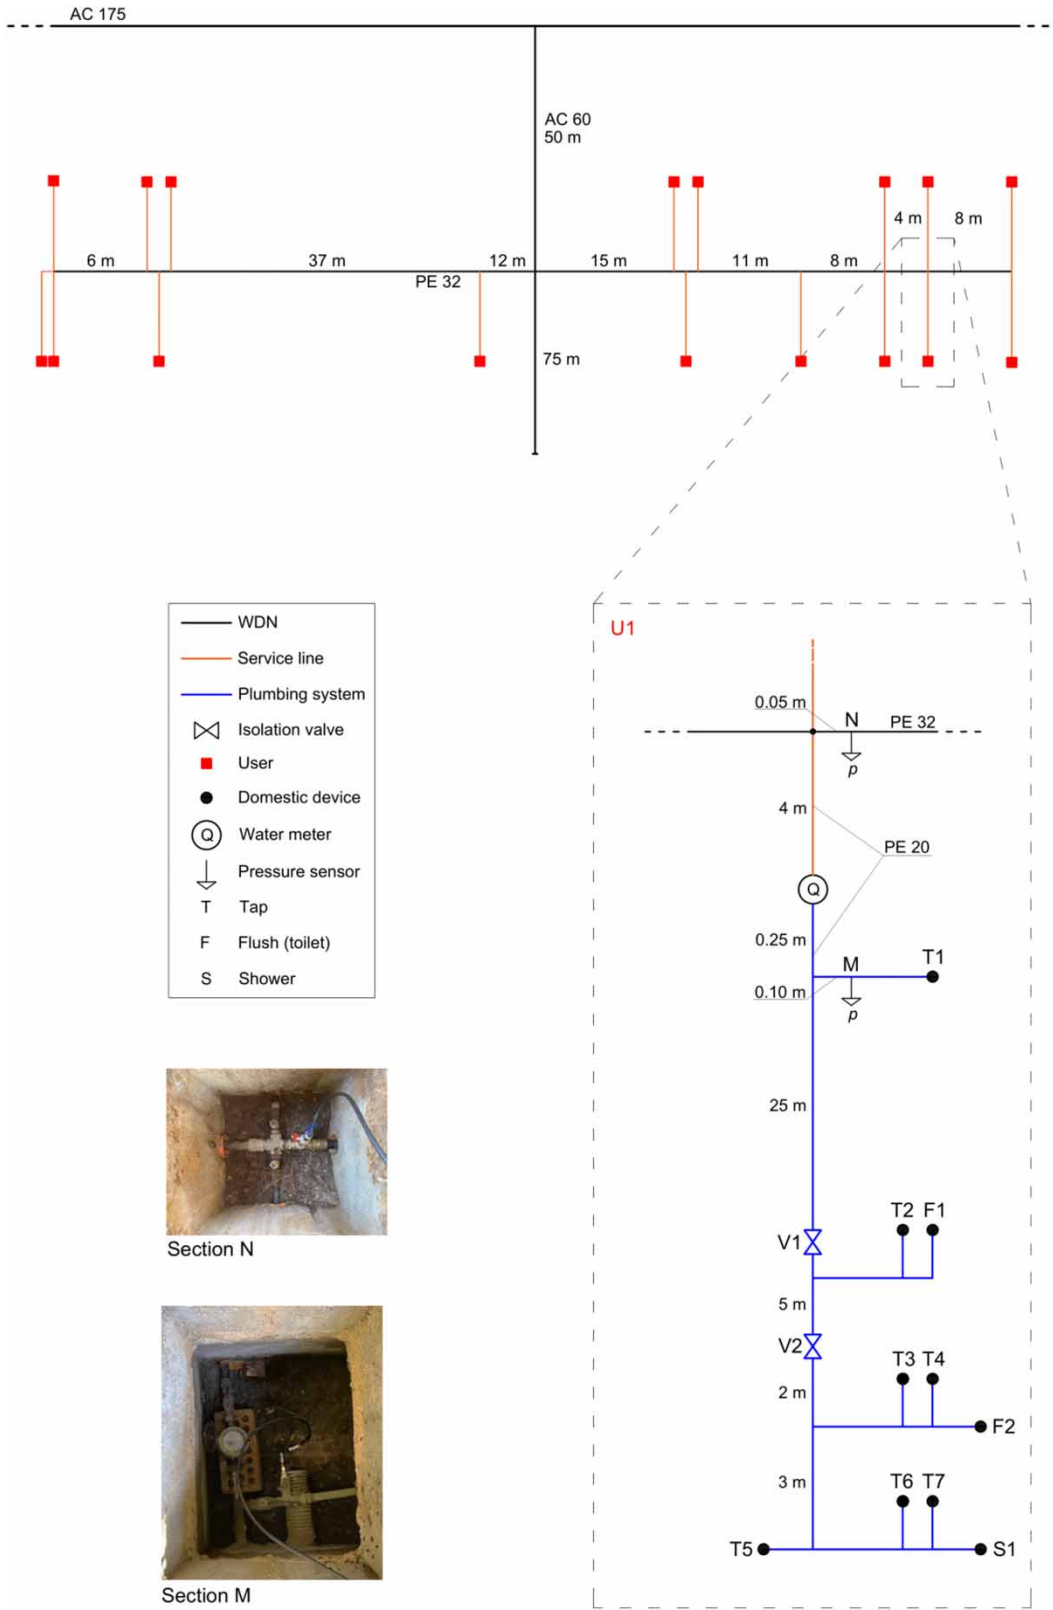 AC 175
AC 60
50 m
4 m 8 m
6 m 37 m 12 m 15 m 11 m 8 m
PE 32
75 m
WDN
Service line
Plumbing system
Isolation valve
User
Domestic device
Q Water meter
Pressure sensor
T Tap
F Flush (toilet)
S Shower
U1
0.05 m N PE 32
p
4 m
PE 20
Q
0.25 m
M T1
0.10 m
p
25 m
T2 F1
V1
5 m
V2
T3 T4
2 m
F2
3 m
T6 T7
T5 S1
Section N
Section M